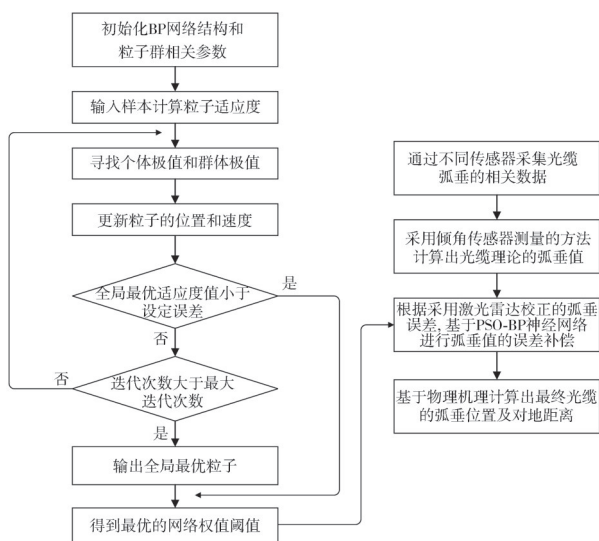 初始化BP网络结构和
粒子群相关参数
输入样本计算粒子适应度
寻找个体极值和群体极值
更新粒子的位置和速度
全局最优适应度值小于
设定误差
是
否
迭代次数大于最大
迭代次数
否
是
输出全局最优粒子
得到最优的网络权值阈值
通过不同传感器采集光缆
弧垂的相关数据
采用倾角传感器测量的方法
计算出光缆理论的弧垂值
根据采用激光雷达校正的弧垂
误差,基于PSO-BP神经网络
进行弧垂值的误差补偿
基于物理机理计算出最终光缆
的弧垂位置及对地距离